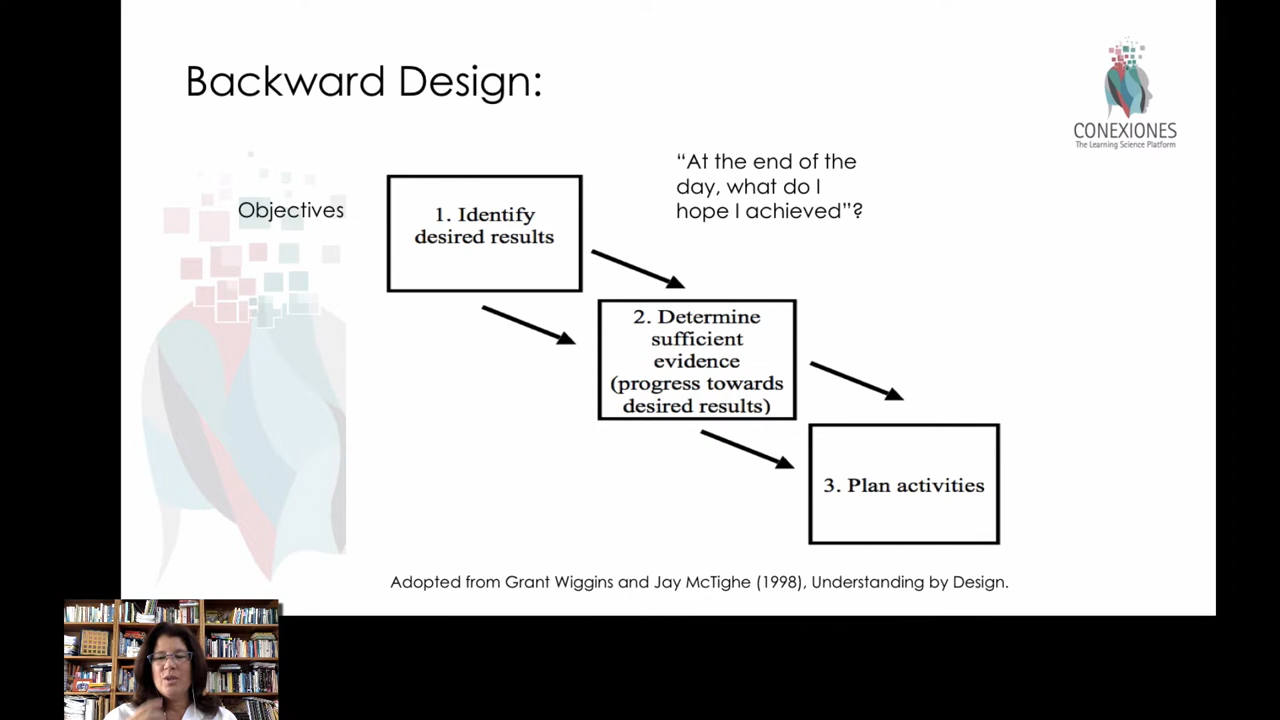 Backward Design:
CONEXIONES
The Learning Science Platform
“At the end of the
day, what do I
hope I achieved”?
Objectives
1. Identify
desired results
2. Determine
sufficient
evidence
(progress towards
desired results)
3. Plan activities
Adopted from Grant Wiggins and Jay McTighe (1998), Understanding by Design.